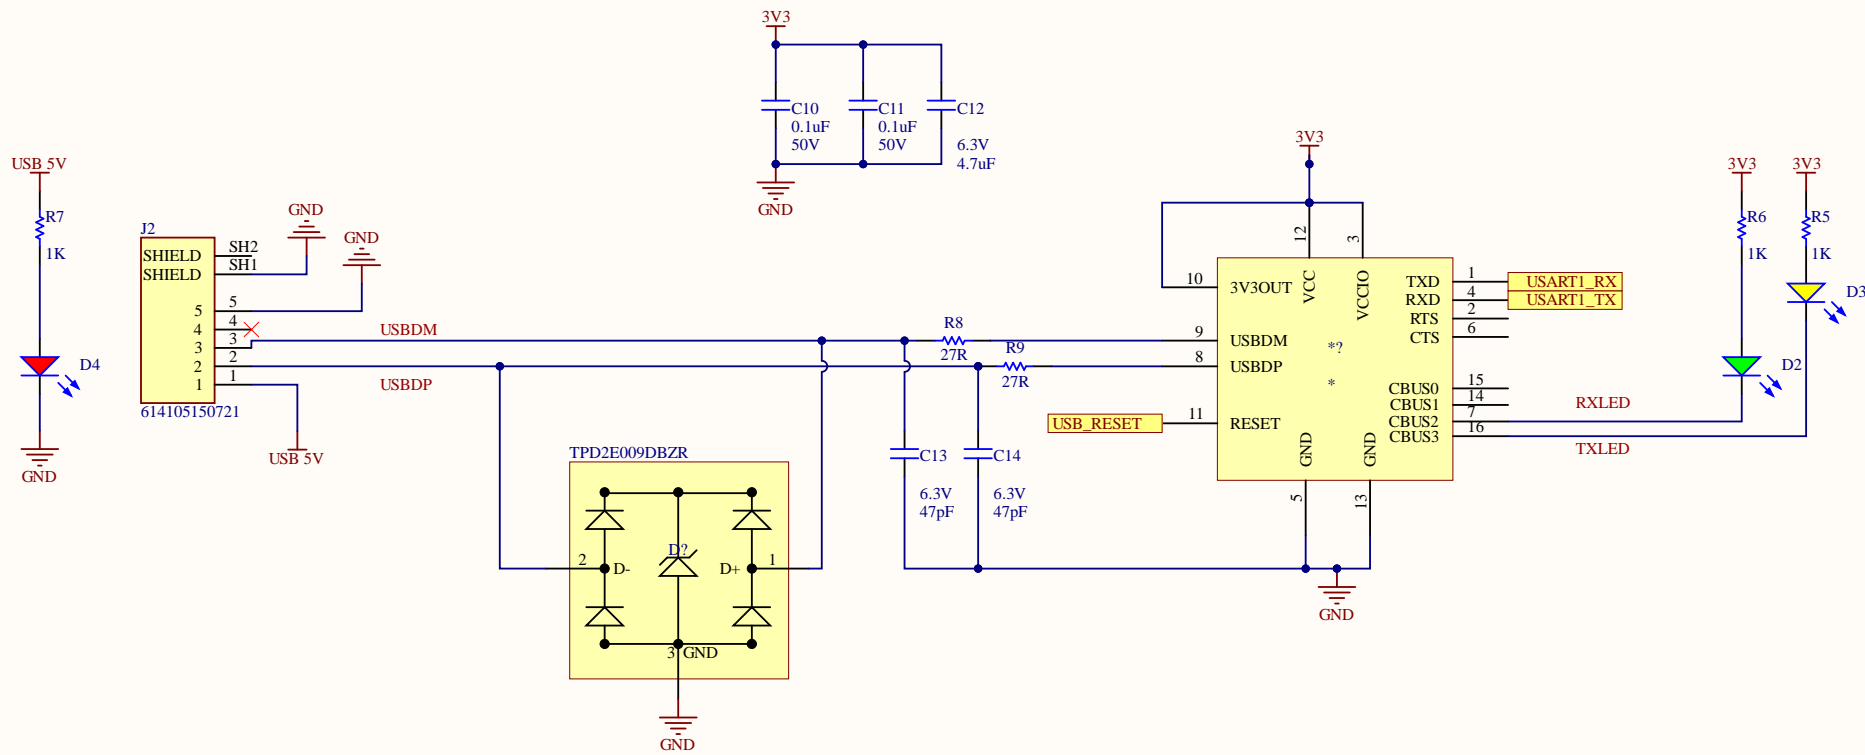 3V3
C10
0.1uF
50V
C11
0.1uF
50V
C12
6.3V
4.7uF
GND
USB 5V
R7
1K
D4
GND
J2
SHIELD
SHIELD
SH2
SH1
GND
GND
5 5
4 4
3 3
2 2
1 1
614105150721
USB 5V
USBDM
USBDP
TPD2E009DBZR
2 D-
D?
D+ 1
3 GND
GND
R8
27R
R9
27R
C13
6.3V
47pF
C14
6.3V
47pF
USB_RESET
3V3
12
3
10 3V3OUT
VCC
VCCIO
9 USBDM
8 USBDP
11 RESET
*?
*
GND
GND
5
13
GND
TXD 1 USART1_RX
RXD 4 USART1_TX
RTS 2
CTS 6
CBUS0 15
CBUS1 14
CBUS2 7
CBUS3 16
RXLED
TXLED
3V3
R6
1K
D2
3V3
R5
1K
D3